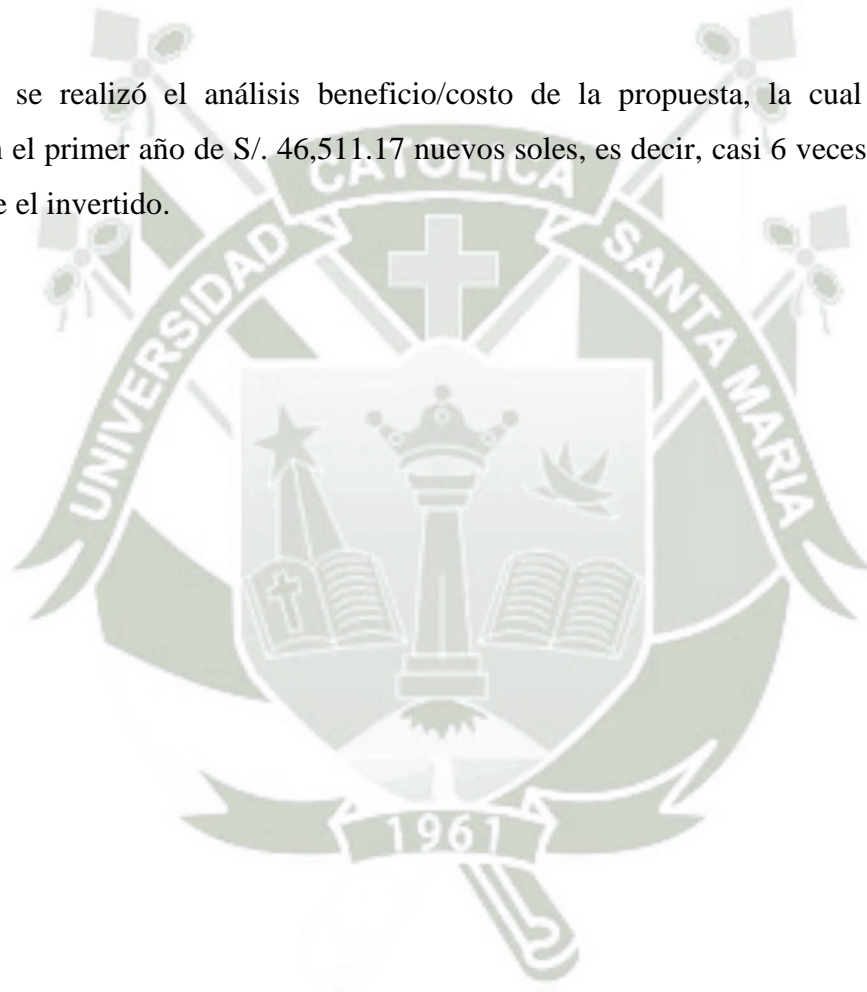 se realizó el análisis beneficio/costo de la propuesta, la cual
el primer año de S/. 46,511.17 nuevos soles, es decir, casi 6 veces
el invertido.
UNIVERSIDAD CATOLICA SANTA MARIA
1961